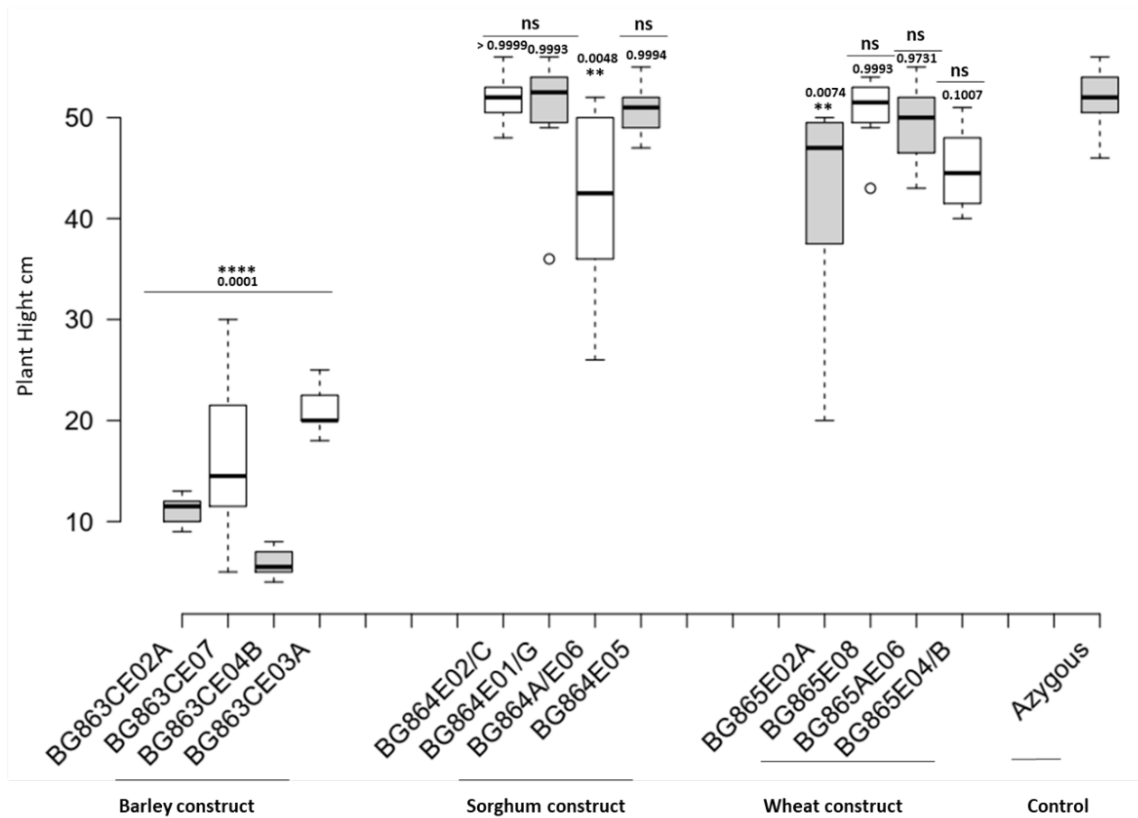 ns
ns
> 0.9999
0.9993
0.0048
**
0.9994
ns
ns
ns
0.0074
**
0.9993
0.9731
0.1007
Plant Hight cm
50
40
30
20
10
****
0.0001
BG863CE02A
BG863CE07
BG863CE04B
BG863CE03A
BG864E02/C
BG864E01/G
BG864A/E06
BG864E05
BG865E02A
BG865E08
BG865AE06
BG865E04/B
Azygous
Barley construct
Sorghum construct
Wheat construct
Control